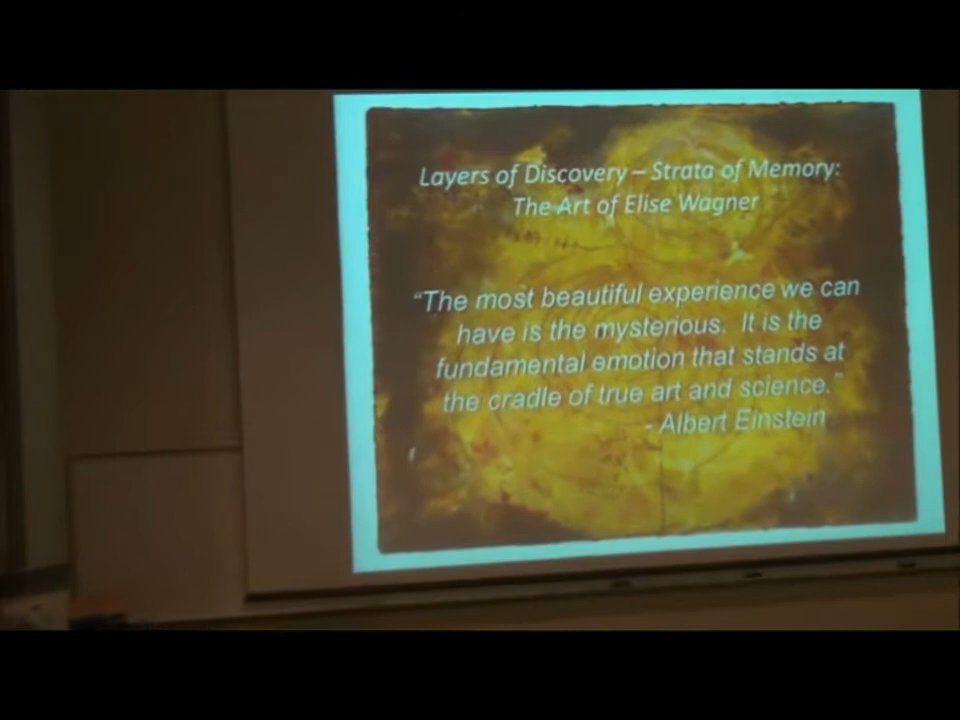 Layers of Discovery – Strata of Memory:
The Art of Elise Wagner
“The most beautiful experience we can
have is the mysterious. It is the
fundamental emotion that stands at
the cradle of true art and science.”
- Albert Einstein